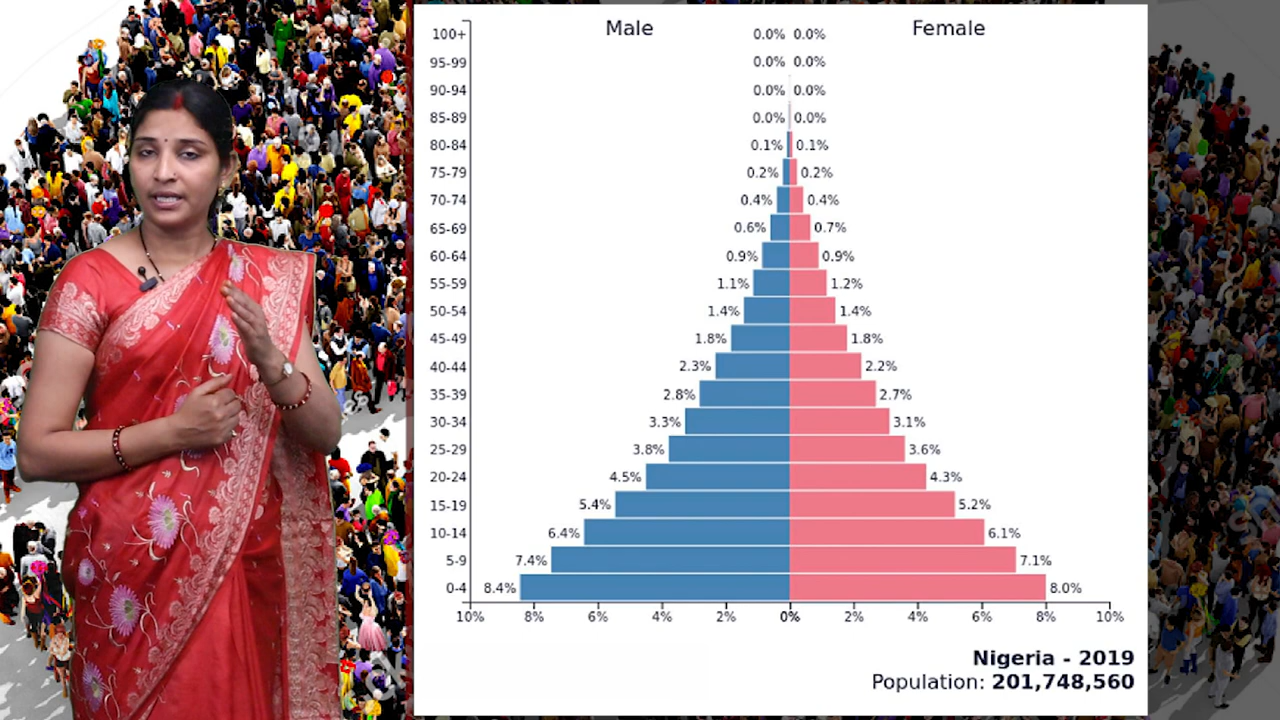 Male Female
100+ 0.0% 0.0%
95-99 0.0% 0.0%
90-94 0.0% 0.0%
85-89 0.0% 0.0%
80-84 0.1% 0.1%
75-79 0.2% 0.2%
70-74 0.4% 0.4%
65-69 0.6% 0.7%
60-64 0.9% 0.9%
55-59 1.1% 1.2%
50-54 1.4% 1.4%
45-49 1.8% 1.8%
40-44 2.3% 2.2%
35-39 2.8% 2.7%
30-34 3.3% 3.1%
25-29 3.8% 3.6%
20-24 4.5% 4.3%
15-19 5.4% 5.2%
10-14 6.4% 6.1%
5-9 7.4% 7.1%
0-4 8.4% 8.0%
10% 8% 6% 4% 2% 0% 2% 4% 6% 8% 10%
Nigeria - 2019
Population: 201,748,560